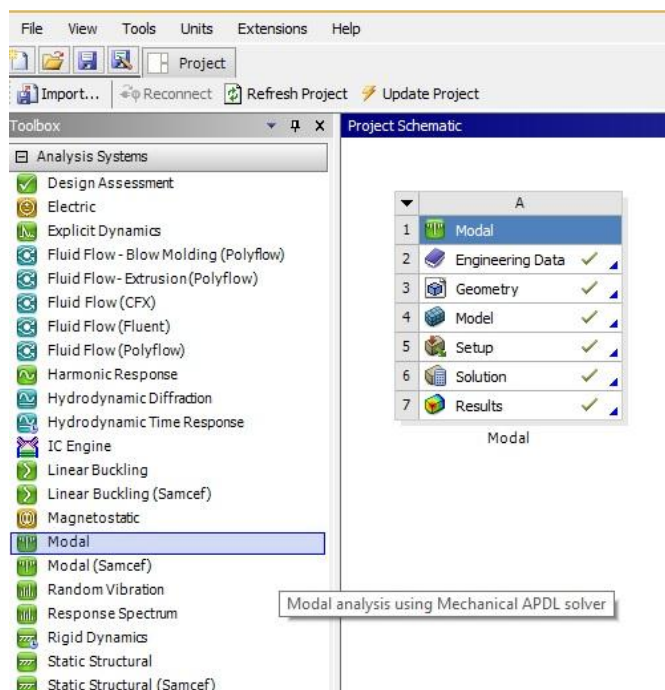 File View Tools Units Extensions Help
Project
Import... Reconnect Refresh Project Update Project
Toolbox
Analysis Systems
Design Assessment
Electric
Explicit Dynamics
Fluid Flow - Blow Molding (Polyflow)
Fluid Flow - Extrusion (Polyflow)
Fluid Flow (CFX)
Fluid Flow (Fluent)
Fluid Flow (Polyflow)
Harmonic Response
Hydrodynamic Diffraction
Hydrodynamic Time Response
IC Engine
Linear Buckling
Linear Buckling (Samcef)
Magnetostatic
Modal
Modal (Samcef)
Random Vibration
Response Spectrum
Rigid Dynamics
Static Structural
Static Structural (Samcef)
Project Schematic
A
1 Modal
2 Engineering Data
3 Geometry
4 Model
5 Setup
6 Solution
7 Results
Modal
Modal analysis using Mechanical APDL solver